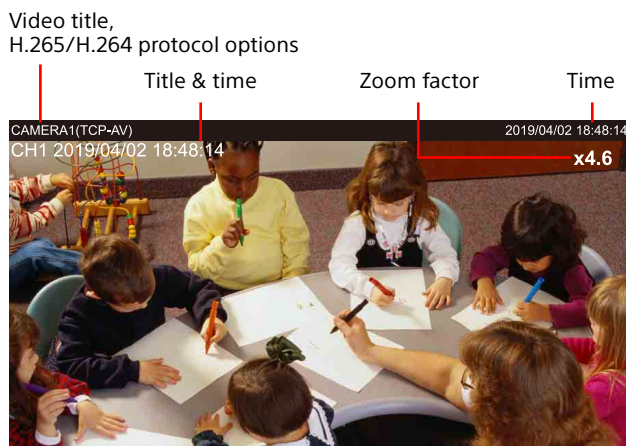 Video title,
H.265/H.264 protocol options
Title & time
Zoom factor
Time
CAMERA1(TCP-AV)
2019/04/02 18:48:14
CH1 2019/04/02 18:48:14
x4.6